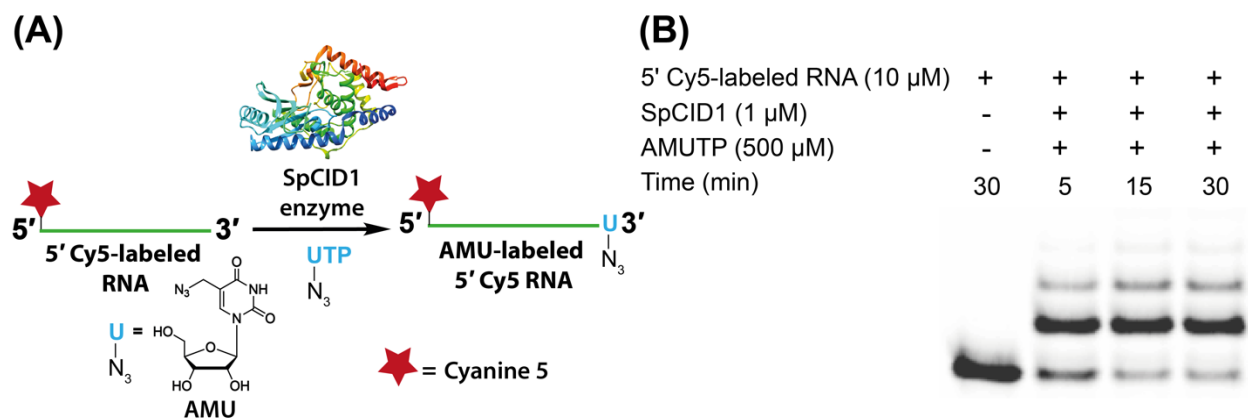 (A)
SpCID1
enzyme
5′ 3′
5′ Cy5-labeled
RNA
UTP
N3
5′ U 3′
N3
AMU-labeled
5′ Cy5 RNA
U =
N3
N3
O
NH
N
O
HO
O
OH
HO
AMU
= Cyanine 5
(B)
5' Cy5-labeled RNA (10 µM) + + + +
SpCID1 (1 µM) - + + +
AMUTP (500 µM) - + + +
Time (min) 30 5 15 30